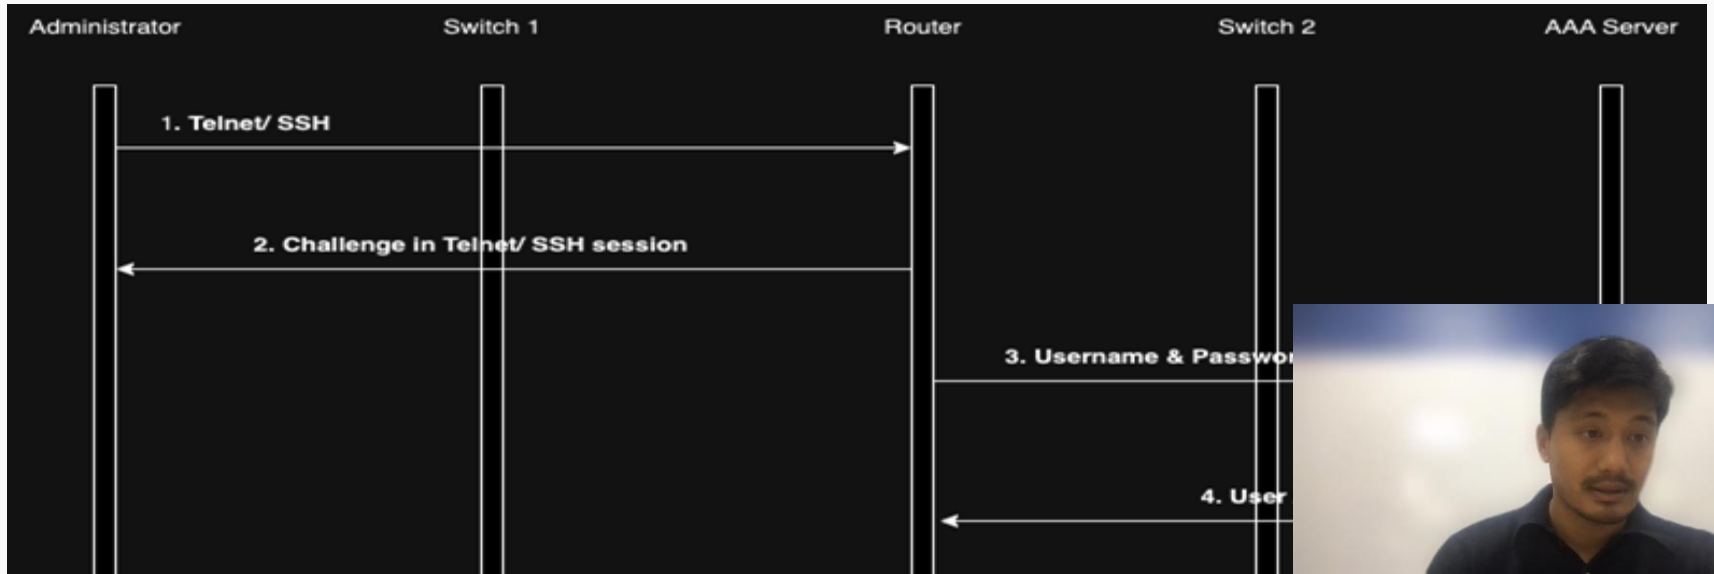 Administrator Switch 1 Router Switch 2 AAA Server
1. Telnet/ SSH
2. Challenge in Telnet/ SSH session
3. Username & Passwor
4. User